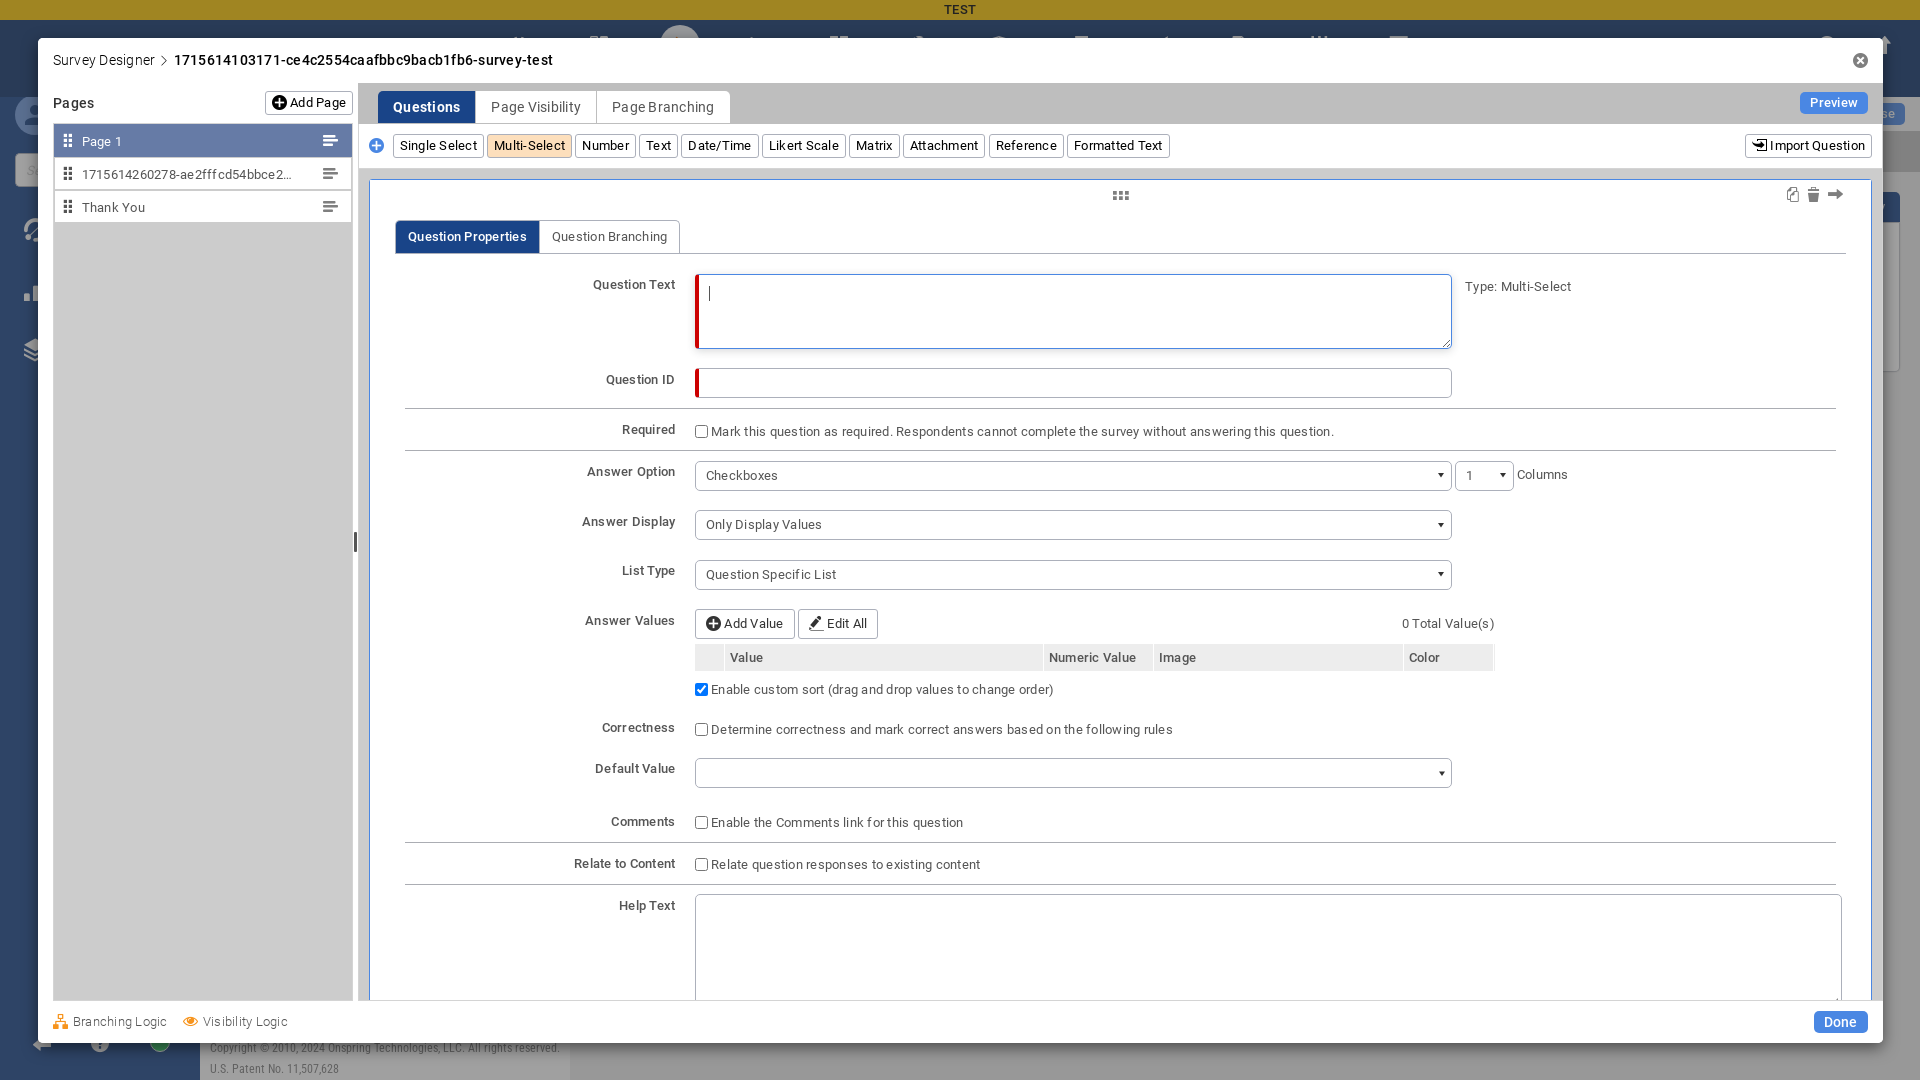 TEST
Survey Designer > 1715614103171-ce4c2554caafbbc9bacb1fb6-survey-test
Pages
Add Page
Page 1
1715614260278-ae2fffcd54bbce2...
Thank You
Questions
Page Visibility
Page Branching
Preview
Single Select
Multi-Select
Number
Text
Date/Time
Likert Scale
Matrix
Attachment
Reference
Formatted Text
Import Question
Question Properties
Question Branching
Question Text
Type: Multi-Select
Question ID
Required
Mark this question as required. Respondents cannot complete the survey without answering this question.
Answer Option
Checkboxes
1
Columns
Answer Display
Only Display Values
List Type
Question Specific List
Answer Values
Add Value
Edit All
0 Total Value(s)
Value
Numeric Value
Image
Color
Enable custom sort (drag and drop values to change order)
Correctness
Determine correctness and mark correct answers based on the following rules
Default Value
Comments
Enable the Comments link for this question
Relate to Content
Relate question responses to existing content
Help Text
Branching Logic
Visibility Logic
Done
Copyright © 2010, 2024 Onspring Technologies, LLC. All rights reserved.
U.S. Patent No. 11,507,628